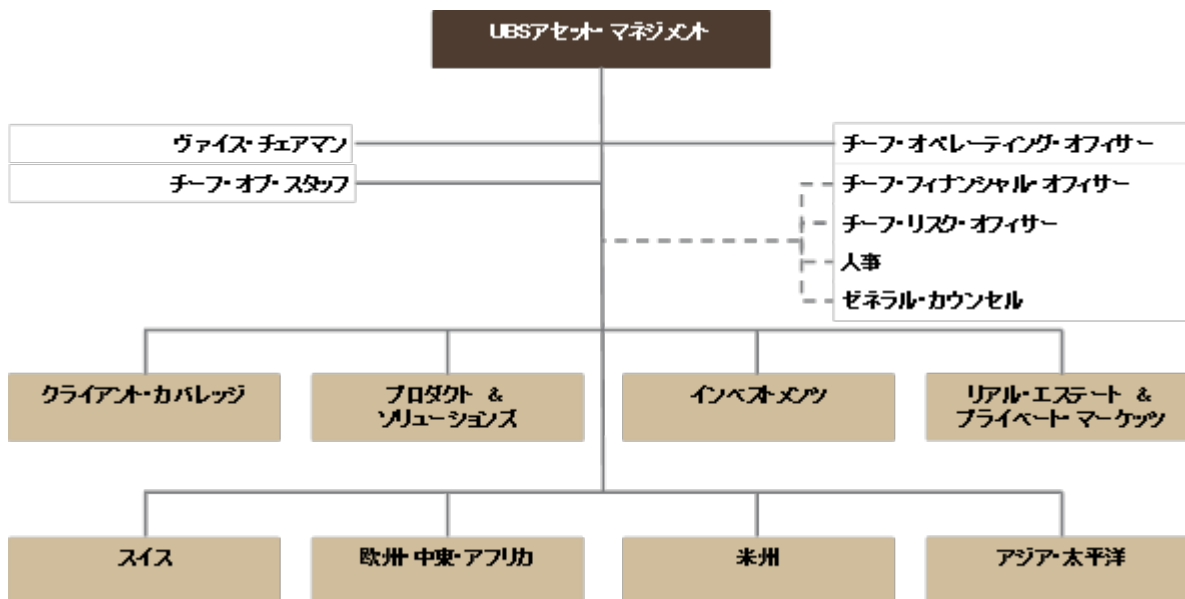 UBSアセット・マネジメント
ヴァイス・チェアマン
チーフ・オペレーティング・オフィサー
チーフ・オブ・スタッフ
チーフ・フィナンシャル・オフィサー
チーフ・リスク・オフィサー
人事
ゼネラル・カウンセル
クライアント・カバレッジ
プロダクト &
ソリューションズ
インベストメンツ
リアル・エステート &
プライベート・マーケッツ
スイス
欧州・中東・アフリカ
米州
アジア・太平洋